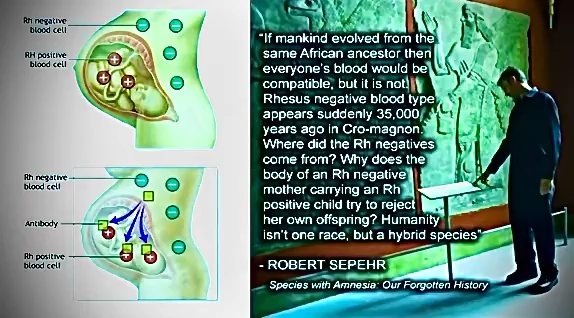 Rh negative
blood cell
RH positive
blood cell
Rh negative
blood cell
Antibody
Rh positive
blood cell
"If mankind evolved from the
same African ancestor then
everyone's blood would be
compatible, but it is not.
Rhesus negative blood type
appears suddenly 35,000
years ago in Cro-magnon.
Where did the Rh negatives
come from? Why does the
body of an Rh negative
mother carrying an Rh
positive child try to reject
her own offspring? Humanity
isn't one race, but a hybrid species"
- ROBERT SEPEHR
Species with Amnesia: Our Forgotten History